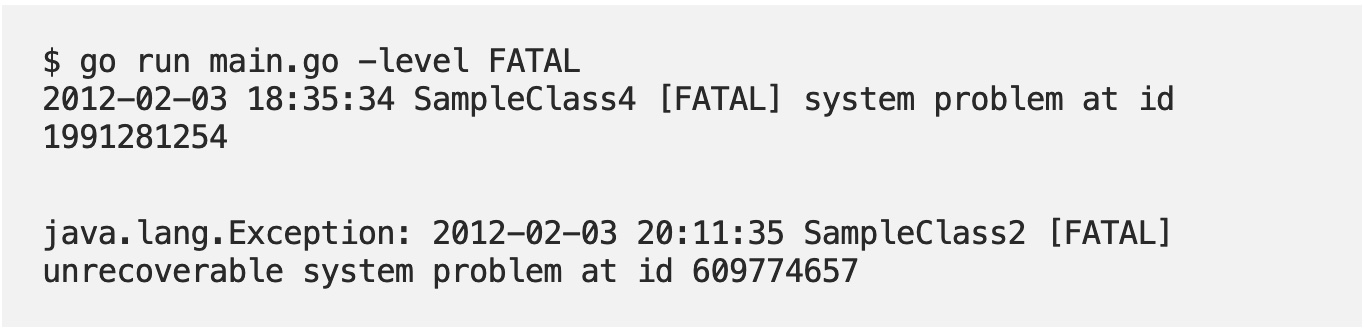 $ go run main.go -level FATAL
2012-02-03 18:35:34 SampleClass4 [FATAL] system problem at id
1991281254
java.lang.Exception: 2012-02-03 20:11:35 SampleClass2 [FATAL]
unrecoverable system problem at id 609774657